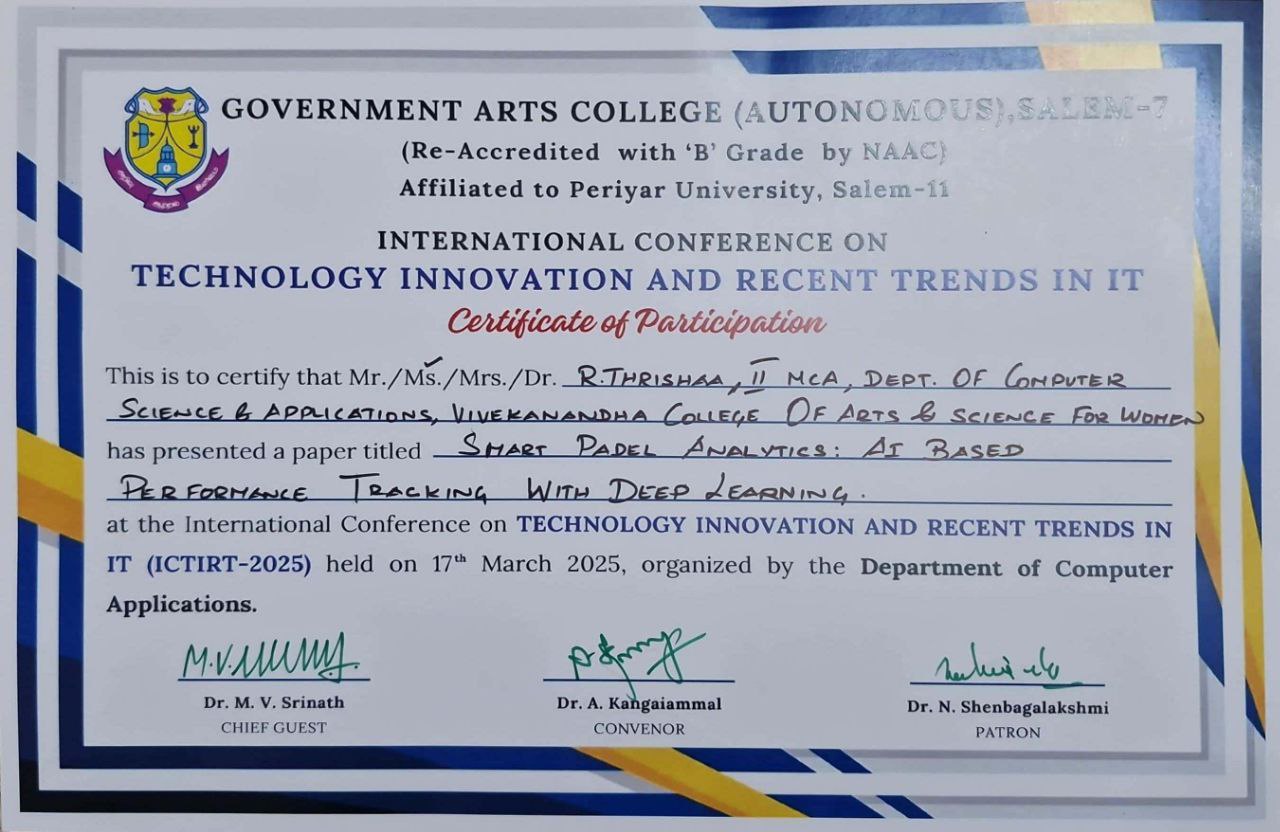 GOVERNMENT ARTS COLLEGE (AUTONOMOUS),SALEM-7
(Re-Accredited with ‘B’ Grade by NAAC)
Affiliated to Periyar University, Salem-11
INTERNATIONAL CONFERENCE ON
TECHNOLOGY INNOVATION AND RECENT TRENDS IN IT
Certificate of Participation
This is to certify that Mr./Ms./Mrs./Dr. R.THRISHAA, II MCA, DEPT. OF COMPUTER
SCIENCE & APPLICATIONS, VIVEKANANDHA COLLEGE OF ARTS & SCIENCE FOR WOMEN
has presented a paper titled SMART PADEL ANALYTICS: AI BASED
PERFORMANCE TRACKING WITH DEEP LEARNING.
at the International Conference on TECHNOLOGY INNOVATION AND RECENT TRENDS IN
IT (ICTIRT-2025) held on 17th March 2025, organized by the Department of Computer
Applications.
Dr. M. V. Srinath
CHIEF GUEST
Dr. A. Kangaiammal
CONVENOR
Dr. N. Shenbagalakshmi
PATRON